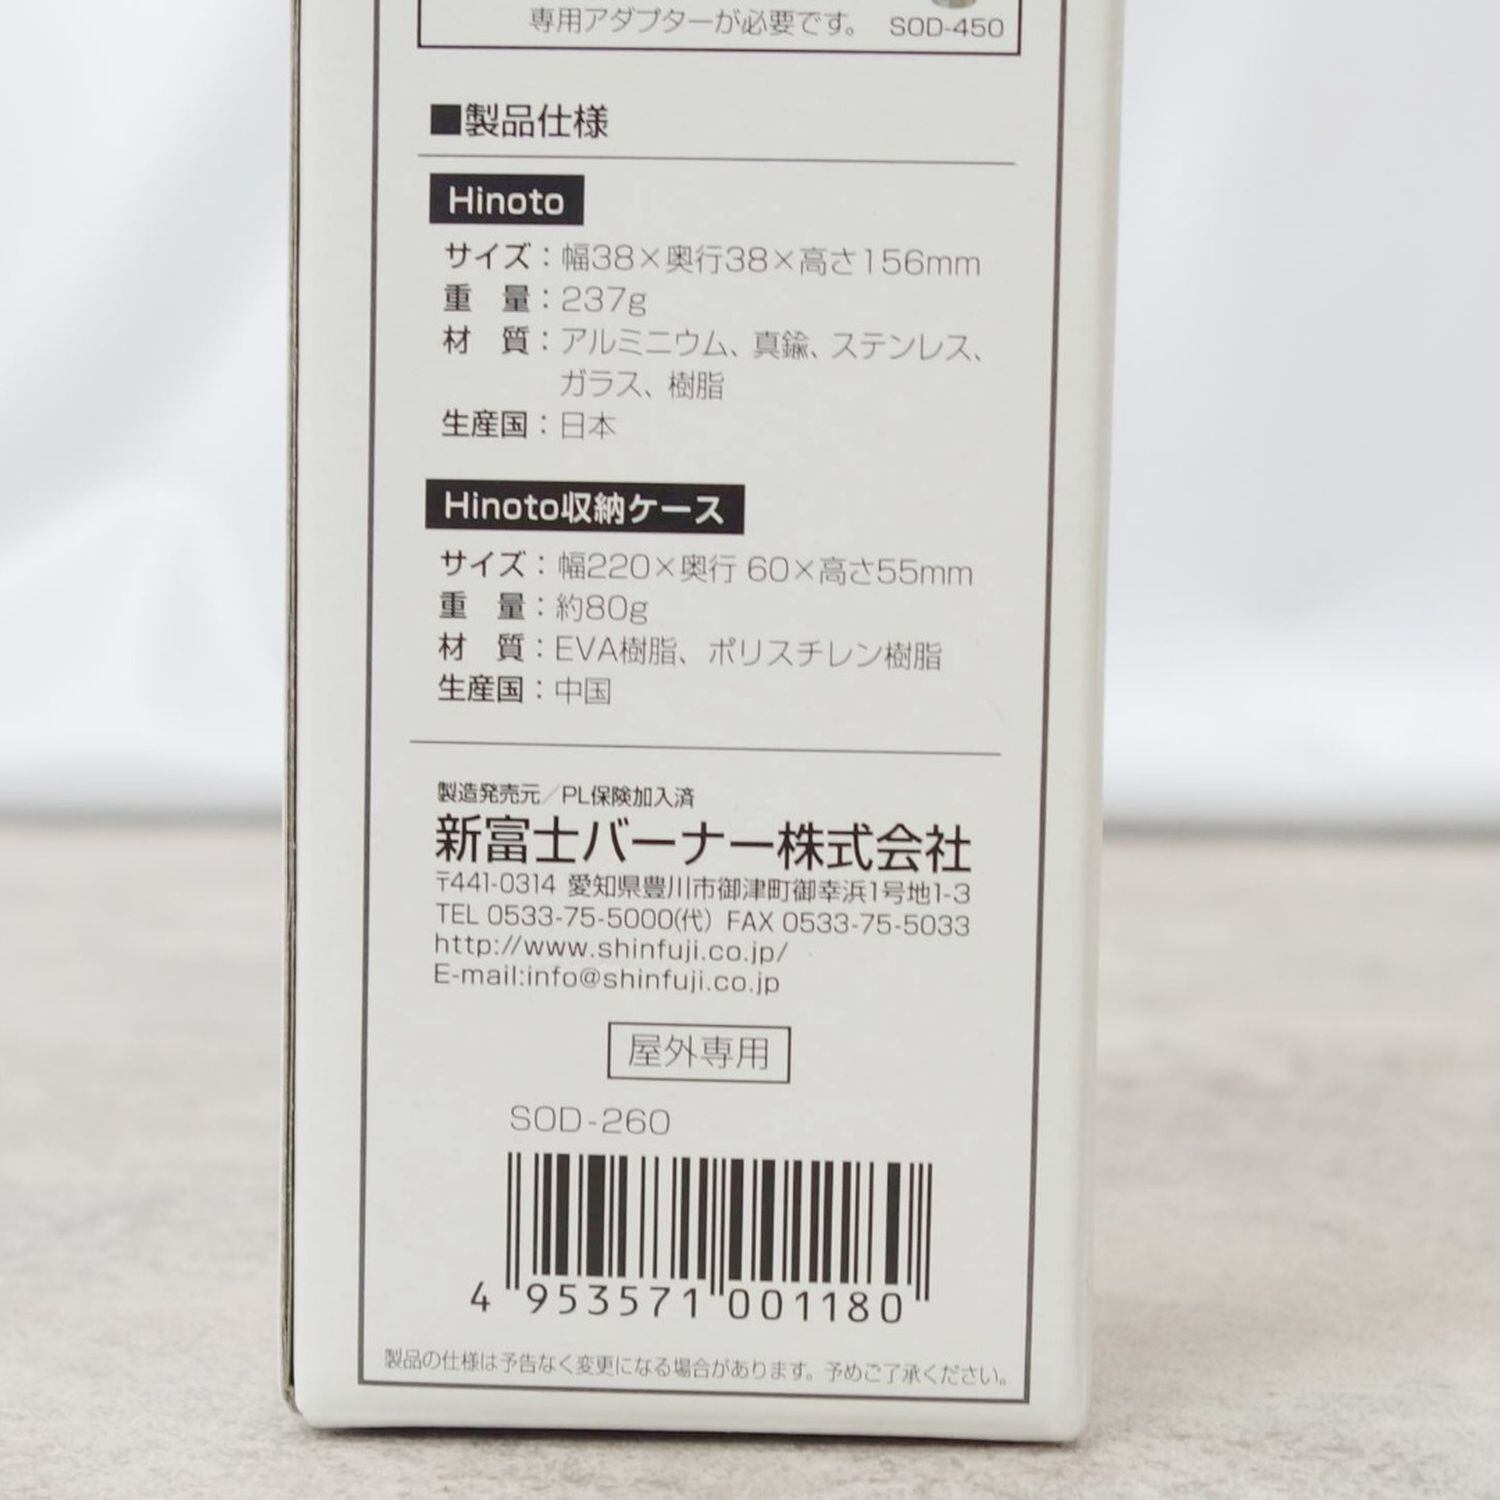 専用アダプターが必要です。 SOD-450
■製品仕様
Hinoto
サイズ：幅38×奥行38×高さ156mm
重　量：237g
材　質：アルミニウム、真鍮、ステンレス、
ガラス、樹脂
生産国：日本
Hinoto収納ケース
サイズ：幅220×奥行 60×高さ55mm
重　量：約80g
材　質：EVA樹脂、ポリスチレン樹脂
生産国：中国
製造発売元／PL保険加入済
新富士バーナー株式会社
〒441-0314 愛知県豊川市御津町御幸浜1号地1-3
TEL 0533-75-5000(代) FAX 0533-75-5033
http://www.shinfuji.co.jp/
E-mail:info@shinfuji.co.jp
屋外専用
SOD-260
4 953571 001180
製品の仕様は予告なく変更になる場合があります。予めご了承ください。